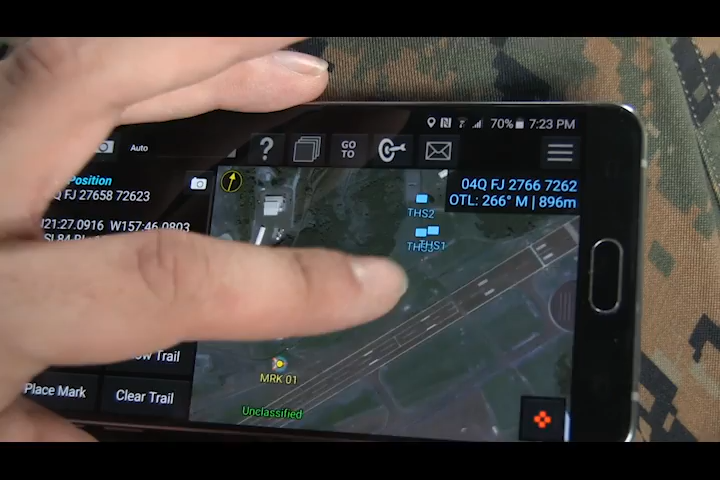 70% 7:23 PM
Auto
?
GO
TO
Position
FJ 27658 72623
04Q FJ 2766 7262
OTL: 266° M | 896m
21:27.0916 W157:46.0803
THS2
THS1
Trail
MRK 01
Place Mark
Clear Trail
Unclassified